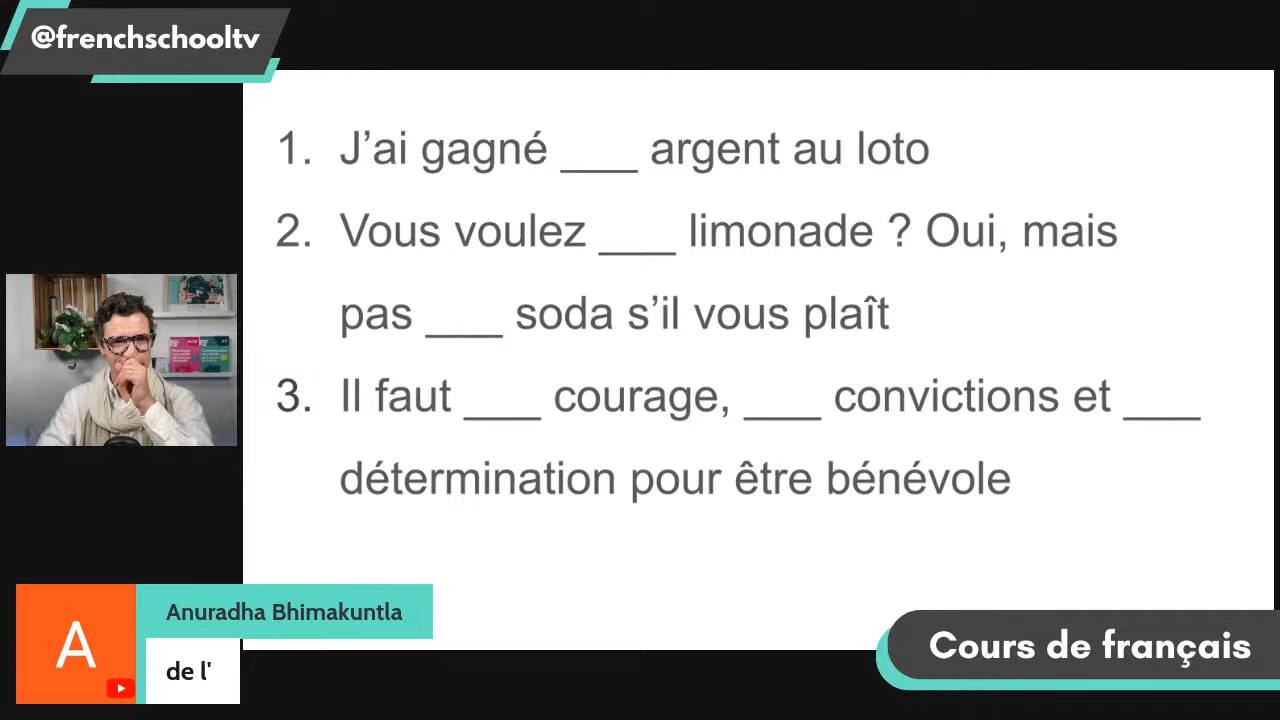 @frenchschooltv
1. J’ai gagné ___ argent au loto
2. Vous voulez ___ limonade ? Oui, mais
pas ___ soda s’il vous plaît
3. Il faut ___ courage, ___ convictions et ___
détermination pour être bénévole
A
Anuradha Bhimakuntla
de l'
Cours de français